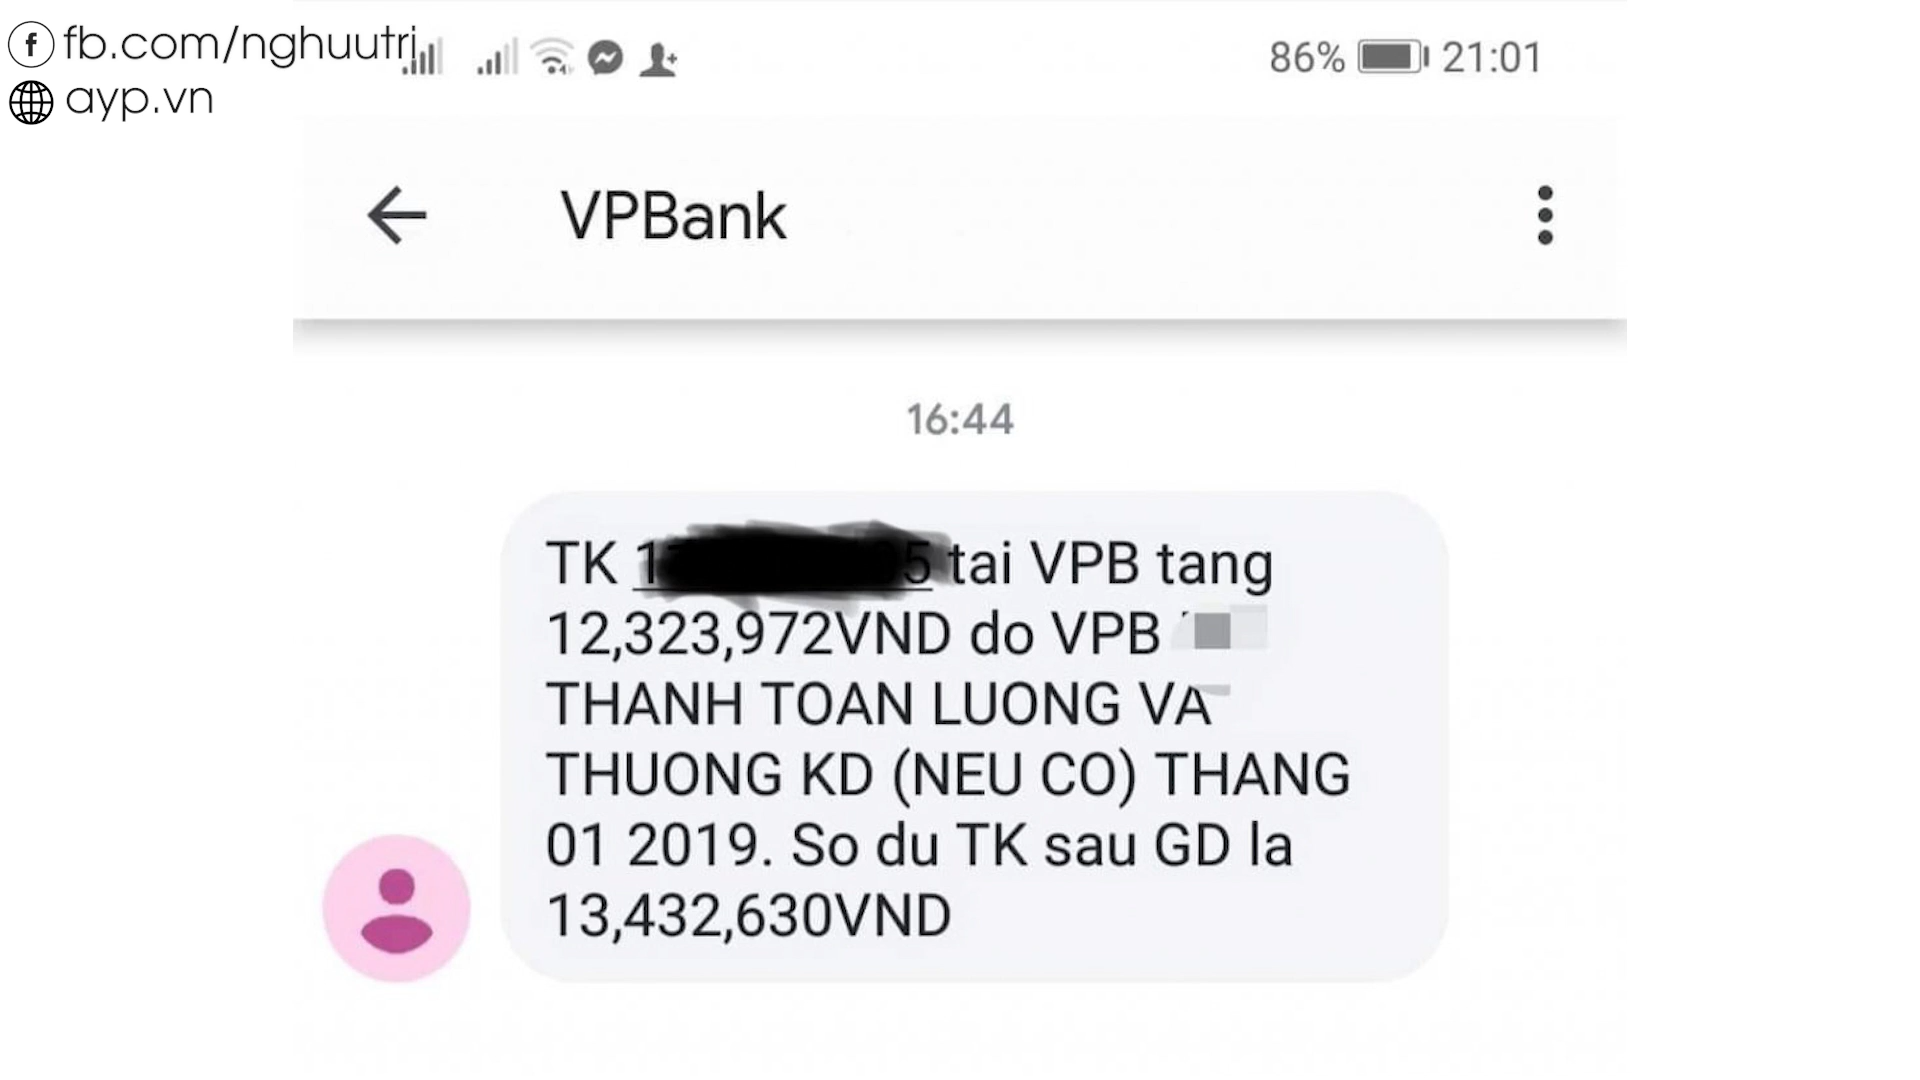 fb.com/nghuutri
ayp.vn
86% 21:01
VPBank
16:44
TK tai VPB tang
12,323,972VND do VPB
THANH TOAN LUONG VA
THUONG KD (NEU CO) THANG
01 2019. So du TK sau GD la
13,432,630VND